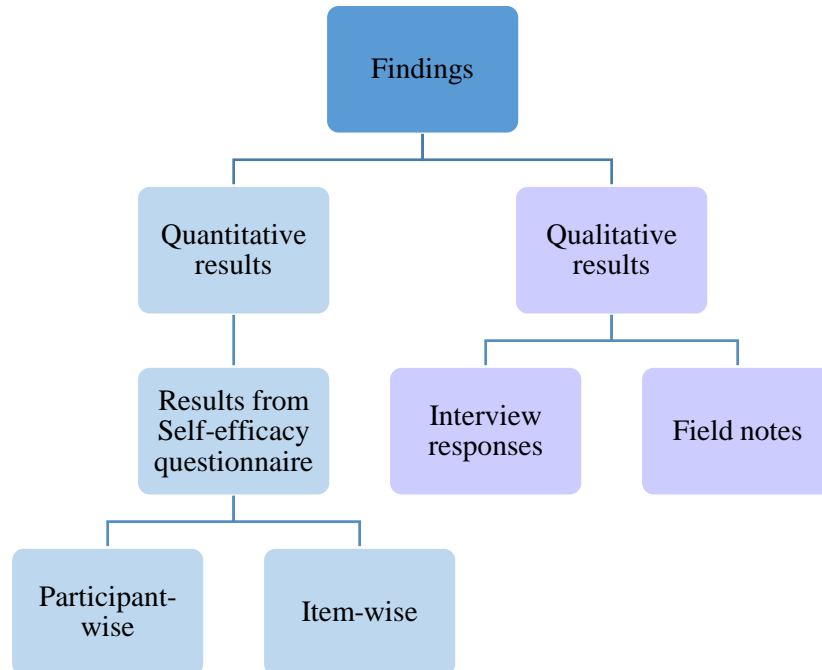 Findings
Quantitative
results
Qualitative
results
Results from
Self-efficacy
questionnaire
Interview
responses
Field notes
Participant-
wise
Item-wise